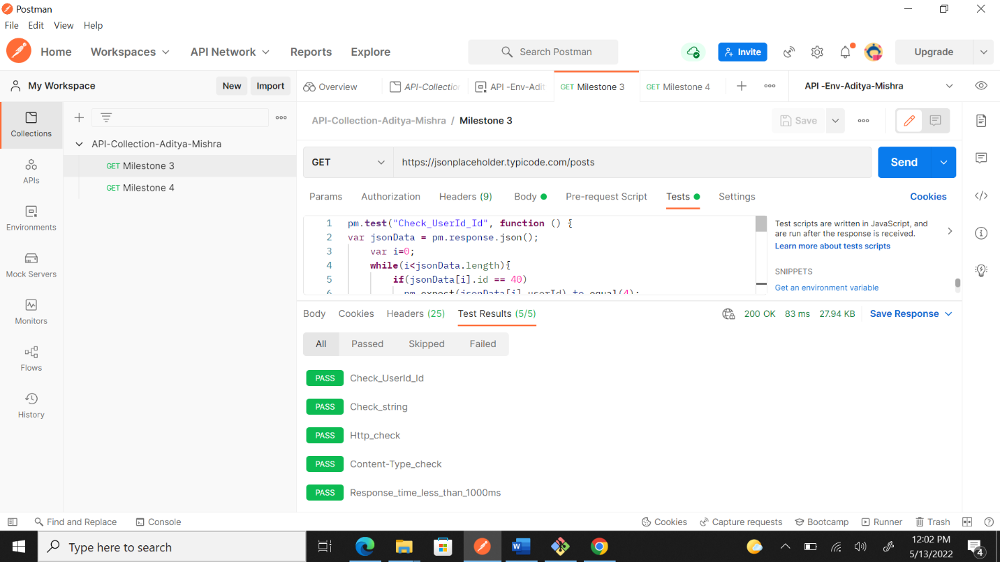 Postman
File Edit View Help
Home Workspaces API Network Reports Explore Search Postman Invite Upgrade
My Workspace New Import Overview API-Collection API -Env-Adit GET Milestone 3 GET Milestone 4 API -Env-Aditya-Mishra
Collections
APIs
Environments
Mock Servers
Monitors
Flows
History
API-Collection-Aditya-Mishra
GET Milestone 3
GET Milestone 4
API-Collection-Aditya-Mishra / Milestone 3 Save
GET https://jsonplaceholder.typicode.com/posts Send
Params Authorization Headers (9) Body Pre-request Script Tests Settings Cookies
1 pm.test("Check_UserId_Id", function () {
2 var jsonData = pm.response.json();
3 var i=0;
4 while(i<jsonData.length){
5 if(jsonData[i].id == 40)
6 pm.expect(jsonData[i].userId).to.equal(4);
Test scripts are written in JavaScript, and
are run after the response is received.
Learn more about tests scripts
SNIPPETS
Get an environment variable
Body Cookies Headers (25) Test Results (5/5) 200 OK 83 ms 27.94 KB Save Response
All Passed Skipped Failed
PASS Check_UserId_Id
PASS Check_string
PASS Http_check
PASS Content-Type_check
PASS Response_time_less_than_1000ms
Find and Replace Console Cookies Capture requests Bootcamp Runner Trash
Type here to search
12:02 PM
5/13/2022
4